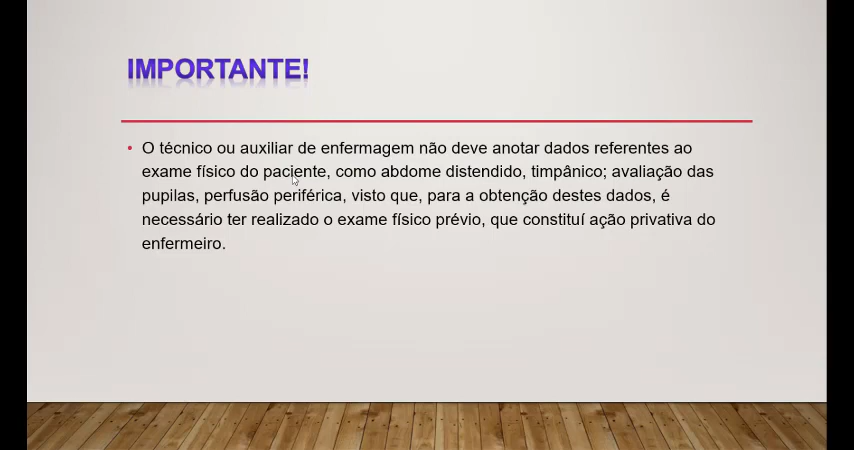 IMPORTANTE!
• O técnico ou auxiliar de enfermagem não deve anotar dados referentes ao
exame físico do paciente, como abdome distendido, timpânico; avaliação das
pupilas, perfusão periférica, visto que, para a obtenção destes dados, é
necessário ter realizado o exame físico prévio, que constituí ação privativa do
enfermeiro.